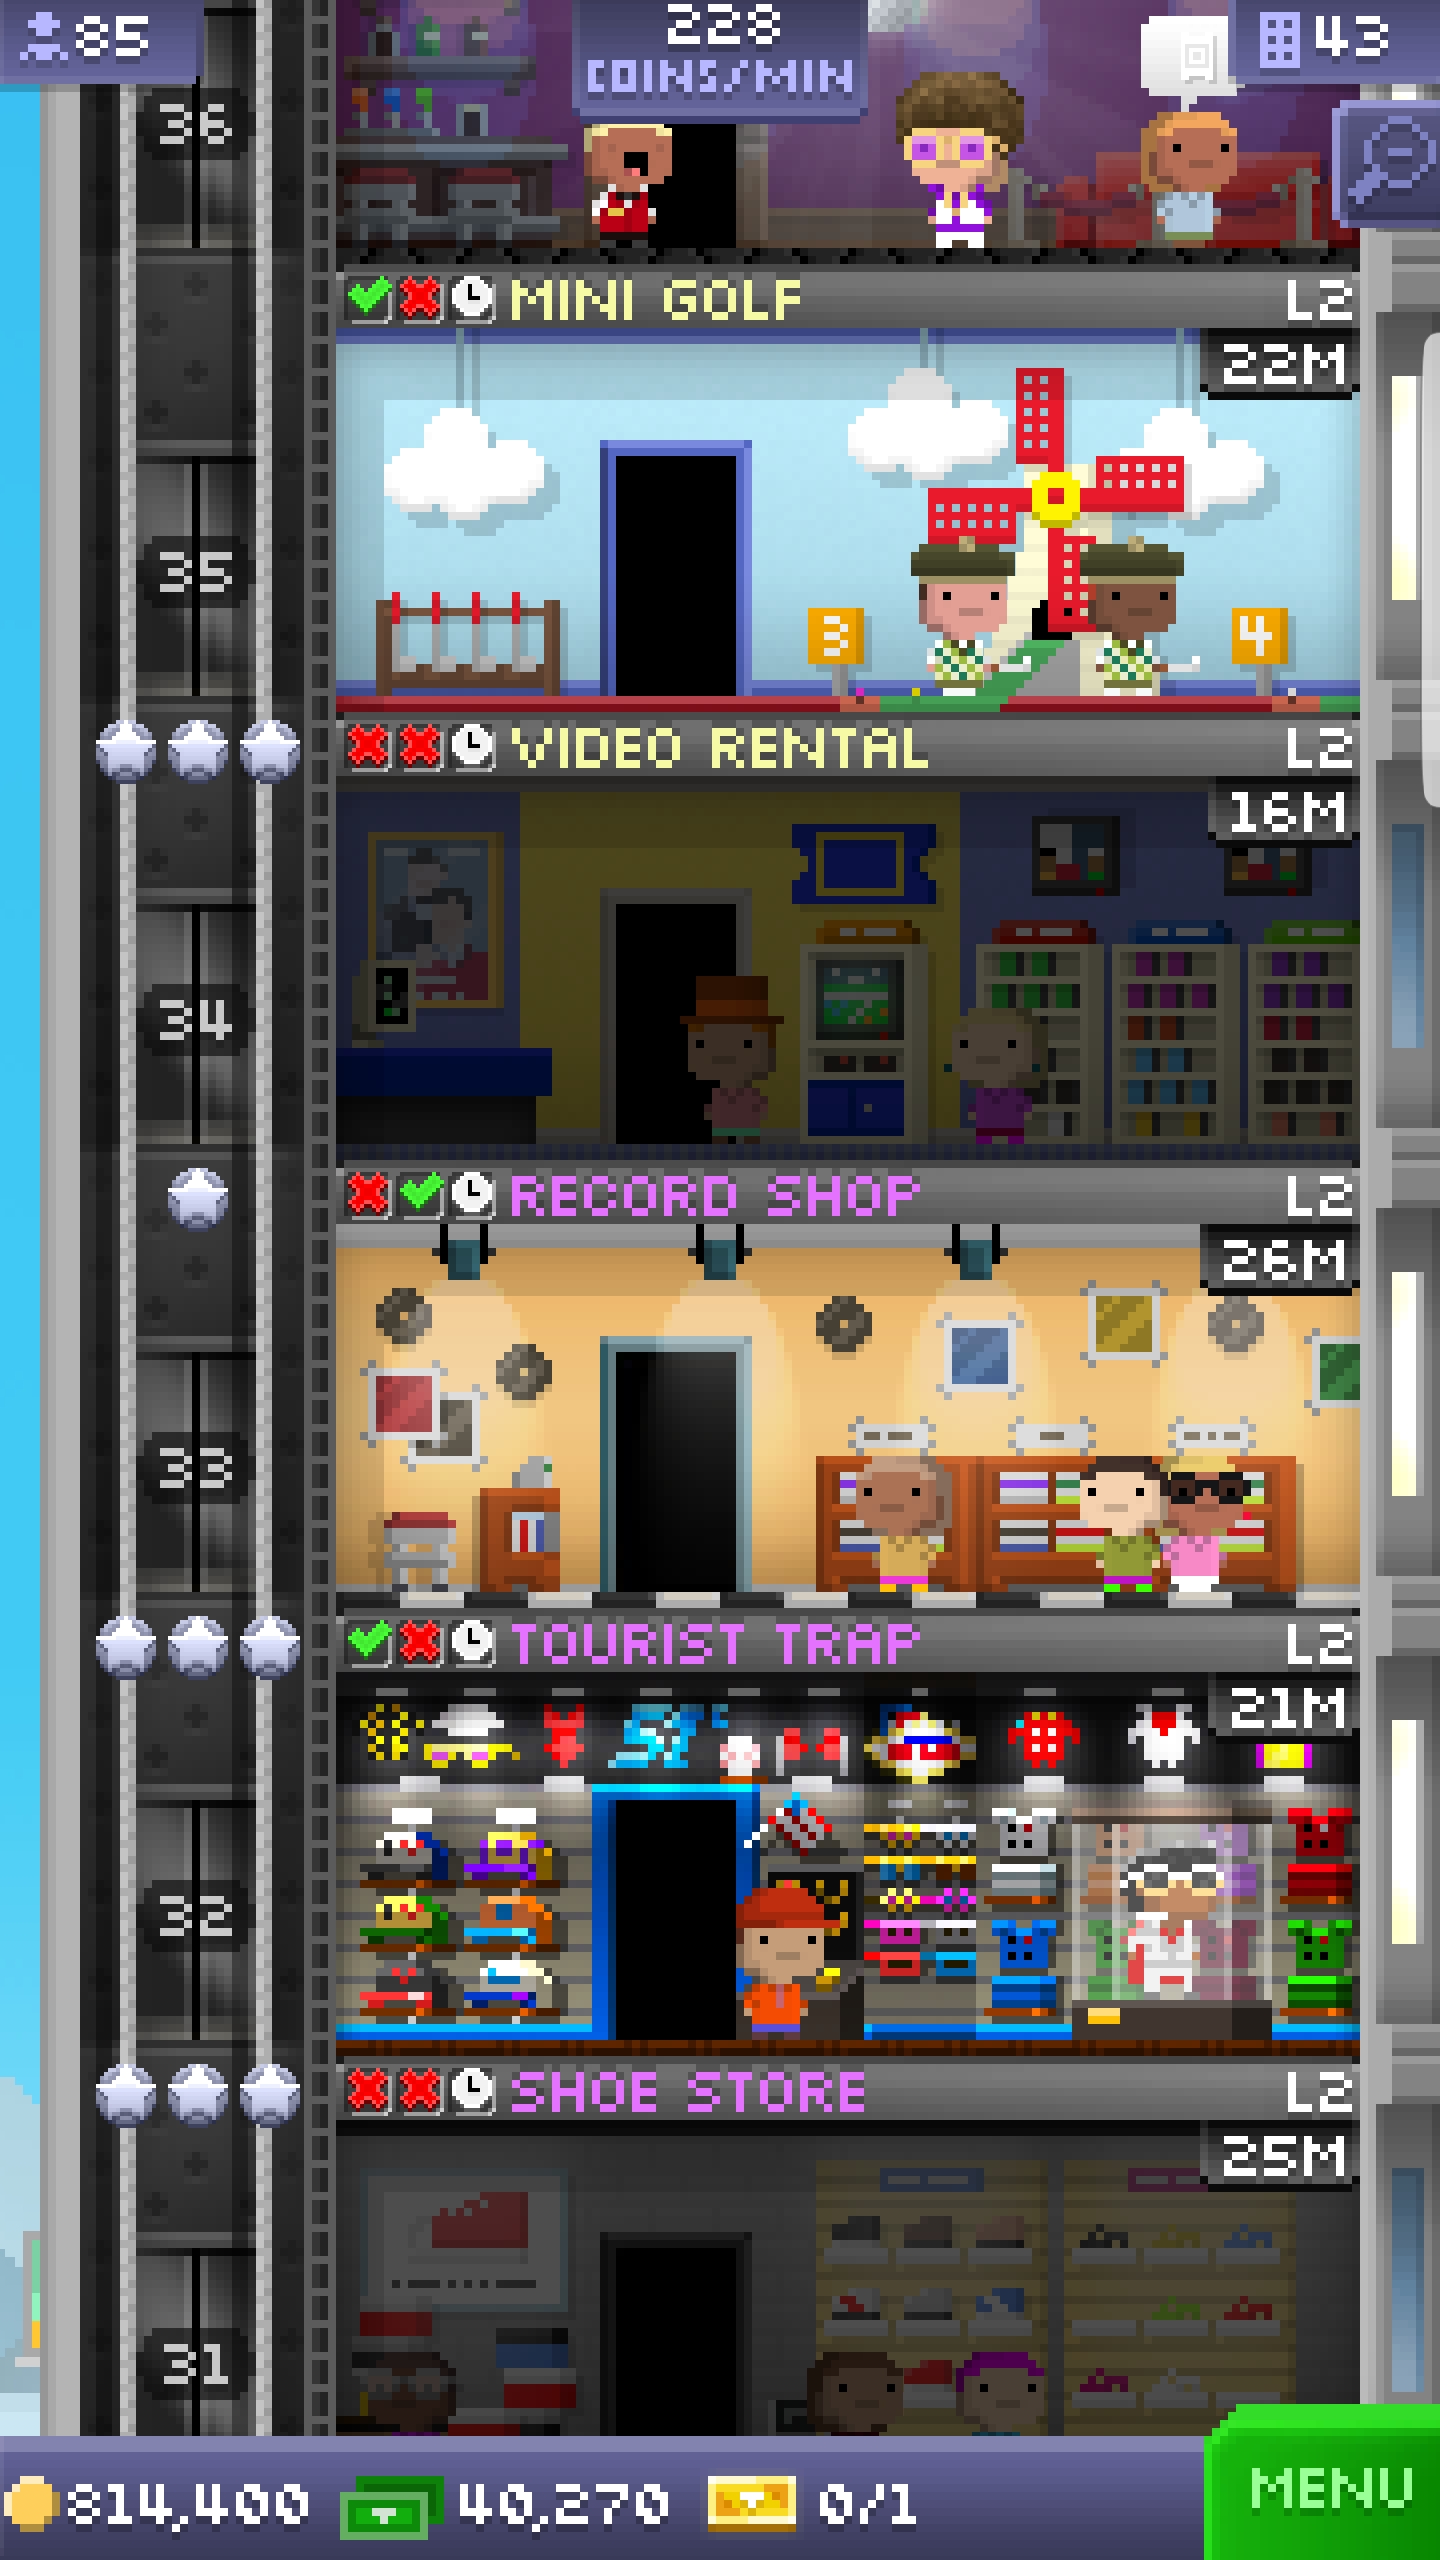 85
228
COINS/MIN
43
36
MINI GOLF L2
22M
35
3
4
VIDEO RENTAL L2
16M
34
RECORD SHOP L2
26M
33
TOURIST TRAP L2
21M
32
SHOE STORE L2
25M
31
814,400 40,270 0/1
MENU